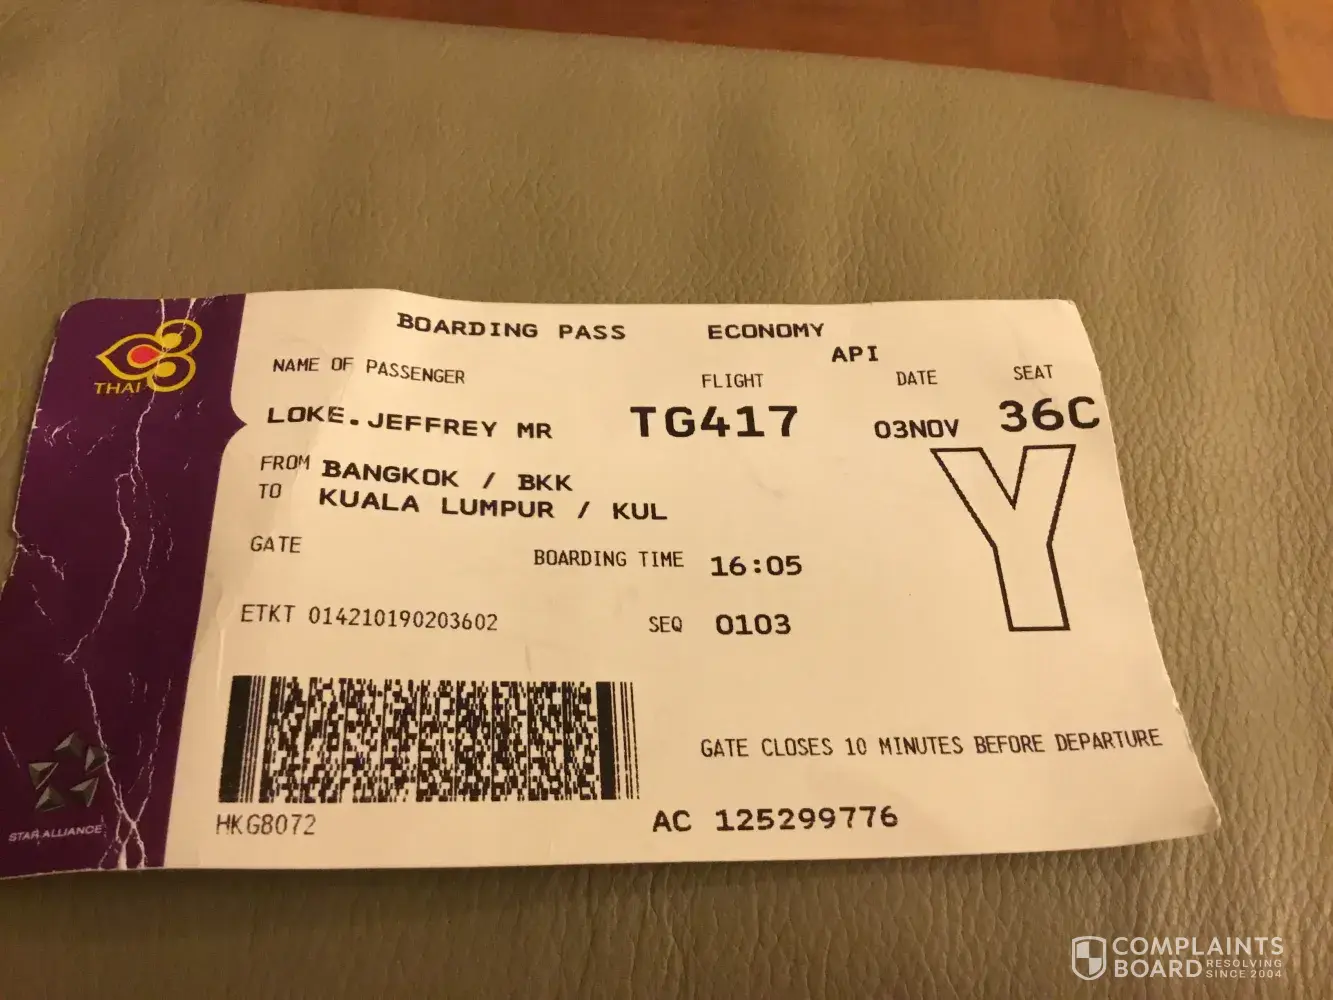 BOARDING PASS ECONOMY
API
NAME OF PASSENGER FLIGHT DATE SEAT
LOKE.JEFFREY MR TG417 03NOV 36C
FROM BANGKOK / BKK
TO KUALA LUMPUR / KUL
Y
GATE BOARDING TIME 16:05
ETKT 014210190203602 SEQ 0103
GATE CLOSES 10 MINUTES BEFORE DEPARTURE
HKG8072 AC 125299776
THAI
STAR ALLIANCE
COMPLAINTS
BOARD RESOLVING
SINCE 2004